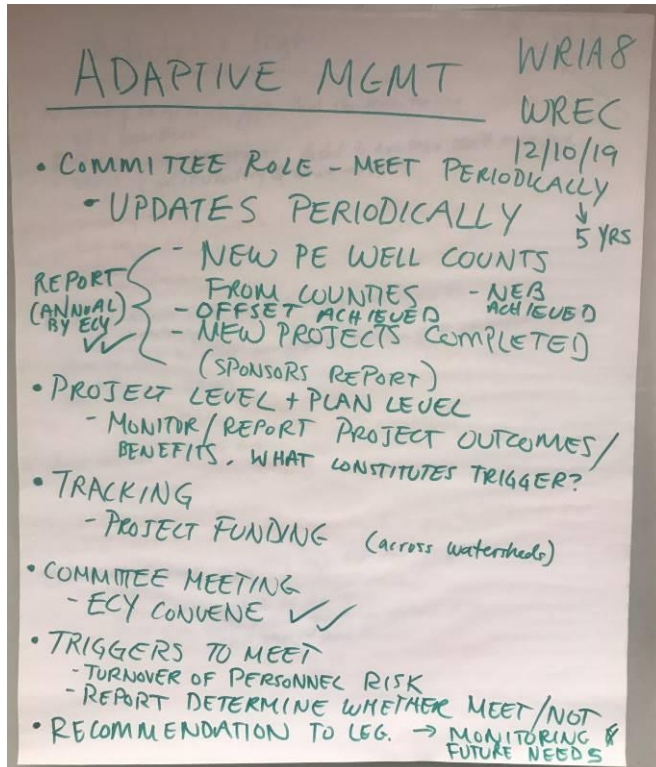 ADAPTIVE MGMT
WRIA8
WREC
12/10/19
• COMMITTEE ROLE - MEET PERIODICALLY
↓
5 YRS
• UPDATES PERIODICALLY
REPORT
(ANNUAL)
BY ECY
✓✓
- NEW PE WELL COUNTS
FROM COUNTIES - NEB
ACHIEVED
- OFFSET ACHIEVED
- NEW PROJECTS COMPLETED
(SPONSORS REPORT)
• PROJECT LEVEL + PLAN LEVEL
- MONITOR/REPORT PROJECT OUTCOMES/
BENEFITS. WHAT CONSTITUTES TRIGGER?
• TRACKING
- PROJECT FUNDING (across watersheds)
• COMMITTEE MEETING
- ECY CONVENE ✓✓
• TRIGGERS TO MEET
- TURNOVER OF PERSONNEL RISK
- REPORT DETERMINE WHETHER MEET/NOT
• RECOMMENDATION TO LEG. → MONITORING &
FUTURE NEEDS